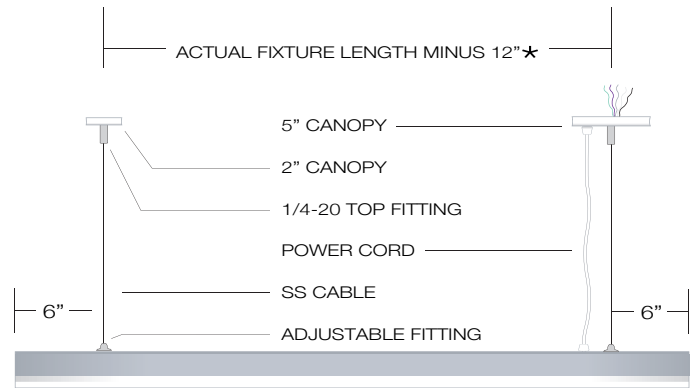 ACTUAL FIXTURE LENGTH MINUS 12”*
5” CANOPY
2” CANOPY
1/4-20 TOP FITTING
POWER CORD
SS CABLE
6”
6”
ADJUSTABLE FITTING